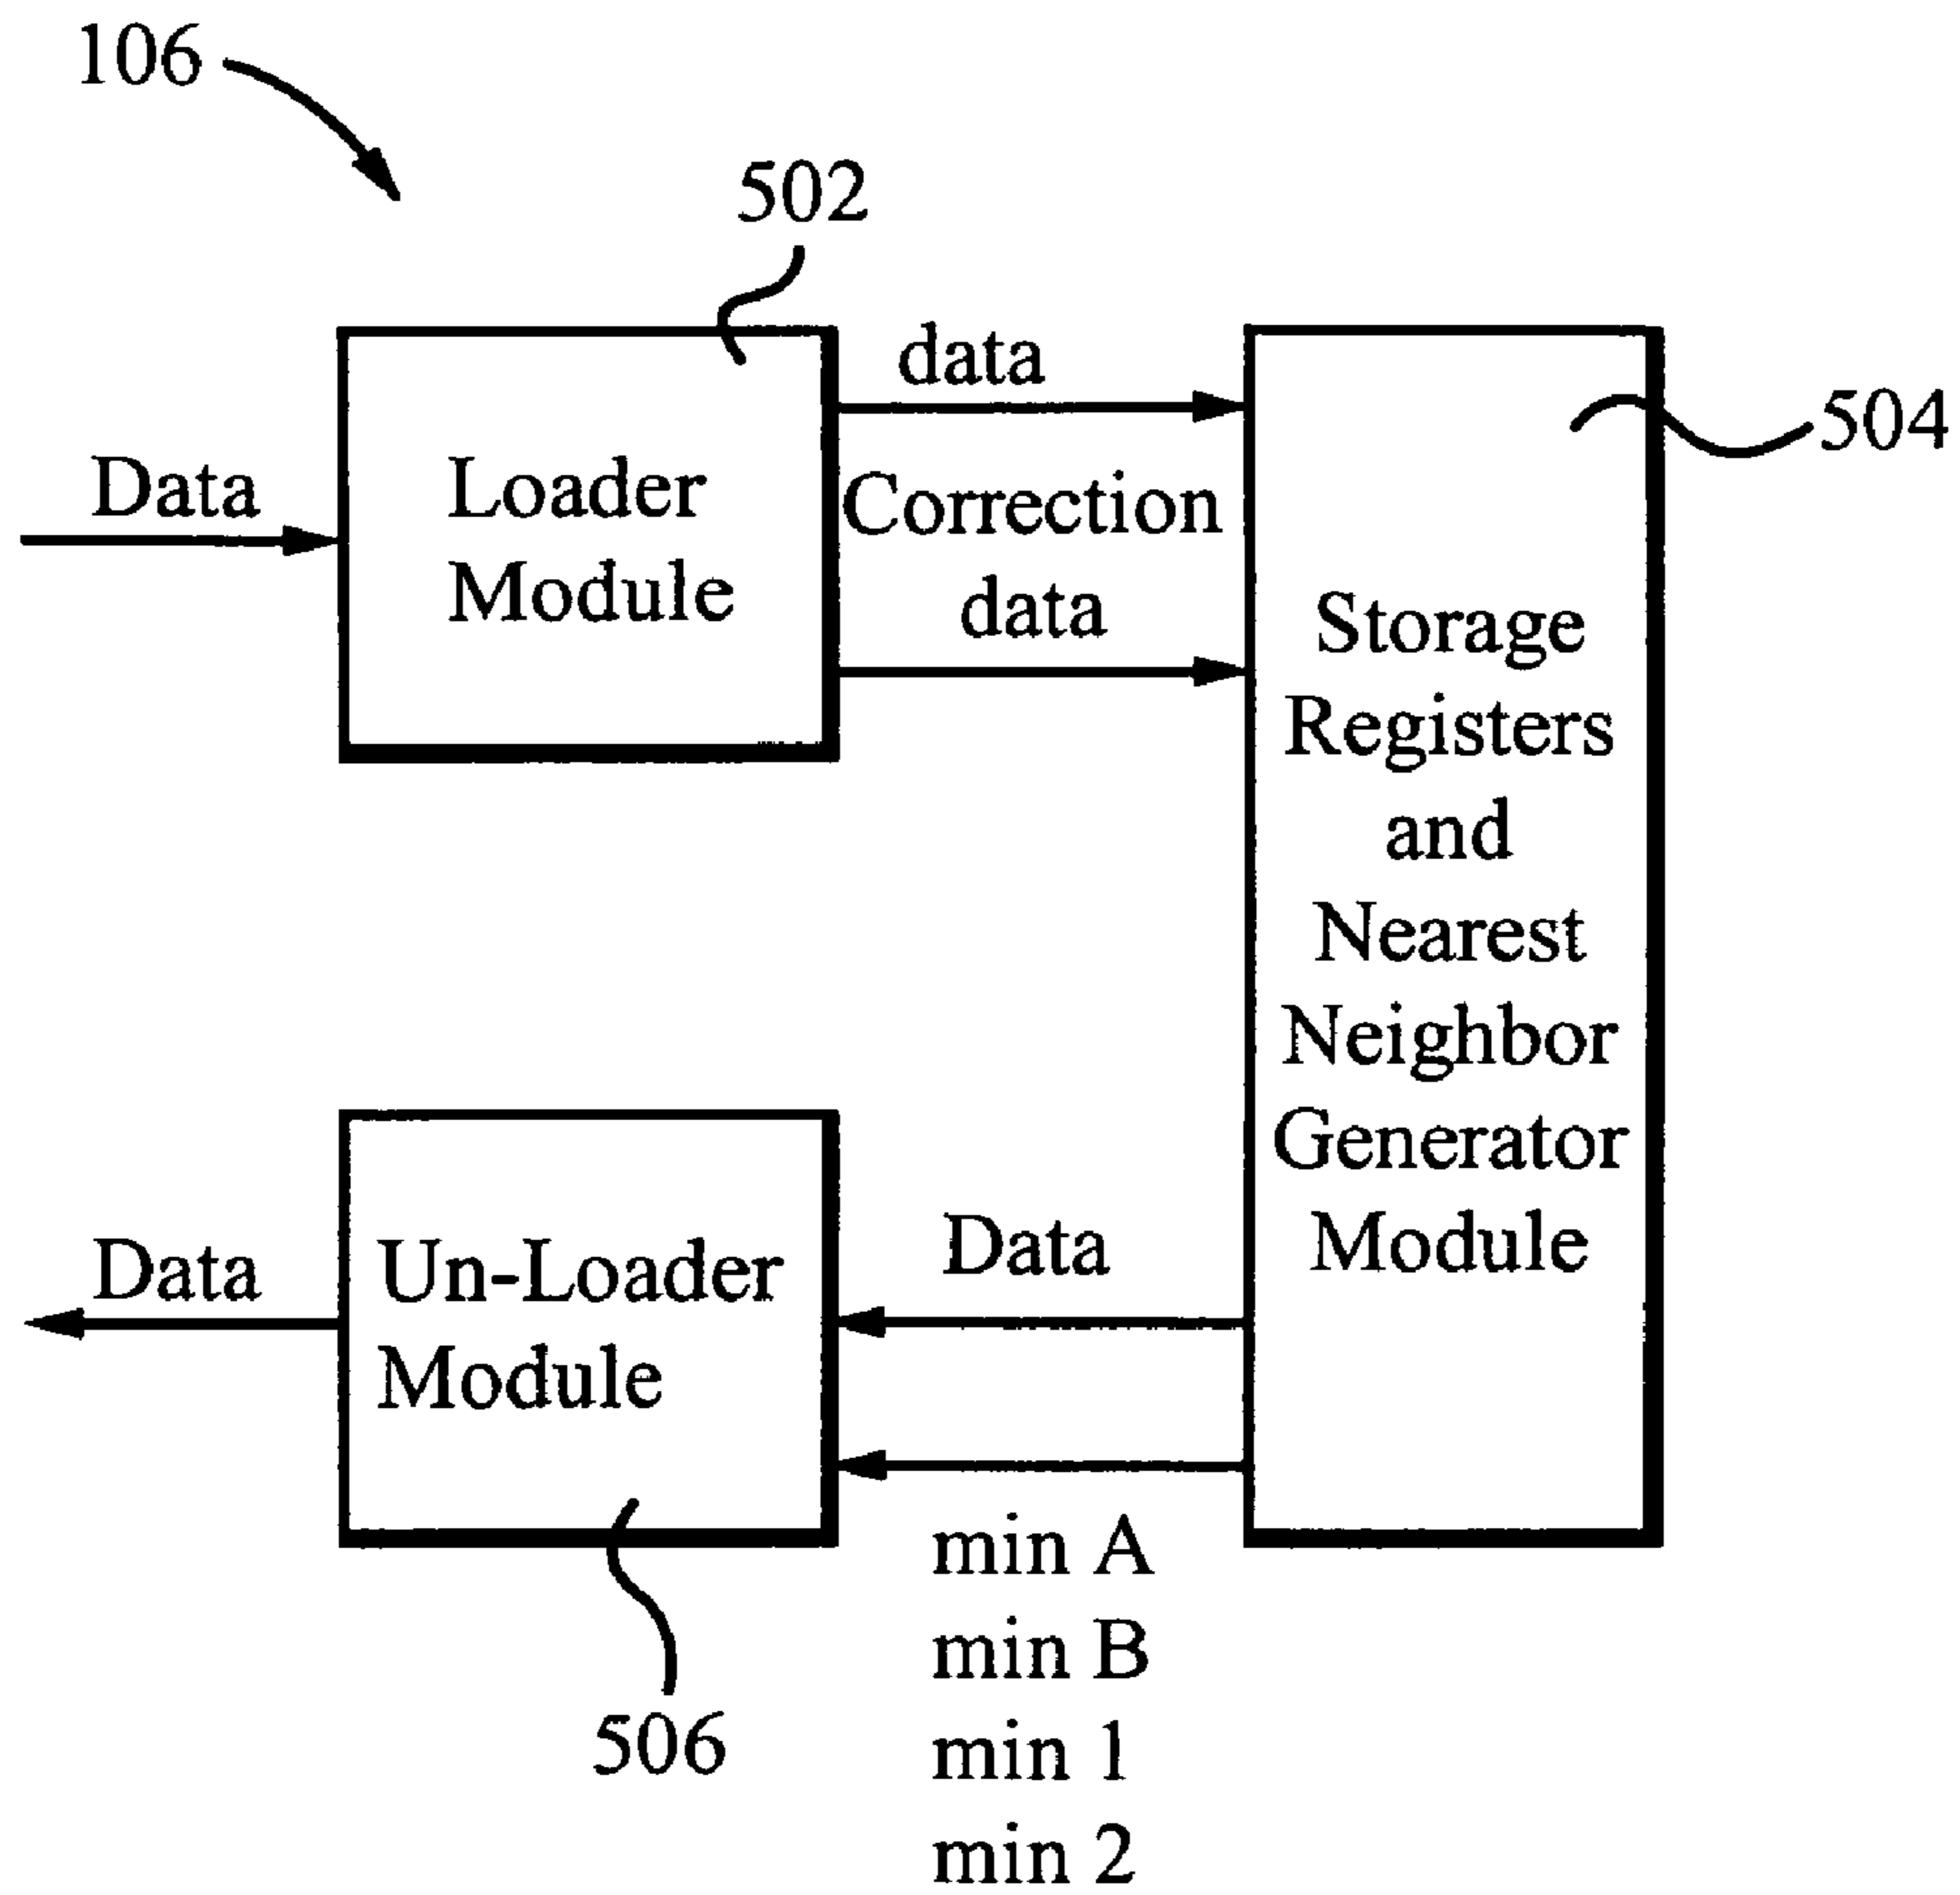 106
502
data
504
Data
Loader
Module
Correction
data
Storage
Registers
and
Nearest
Neighbor
Generator
Module
Data
Un-Loader
Module
Data
min A
min B
min 1
min 2
506